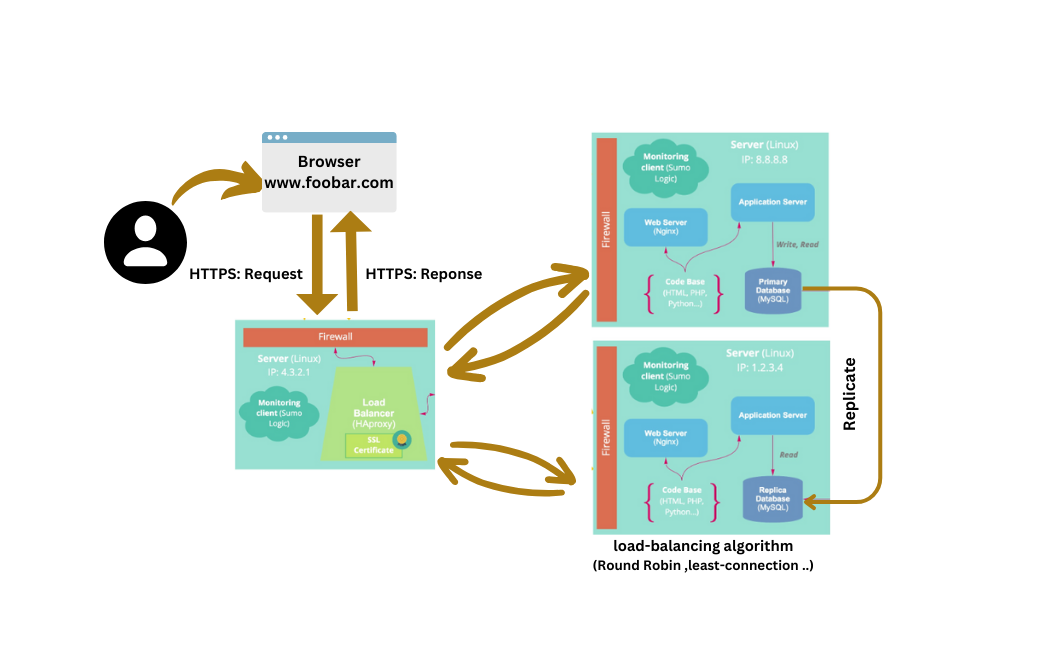 Browser
www.foobar.com
HTTPS: Request
HTTPS: Reponse
Firewall
Server (Linux)
IP: 4.3.2.1
Monitoring
client (Sumo
Logic)
Load
Balancer
(HAproxy)
SSL
Certificate
Firewall
Monitoring
client (Sumo
Logic)
Server (Linux)
IP: 8.8.8.8
Web Server
(Nginx)
Application Server
Write, Read
Code Base
(HTML, PHP,
Python...)
Primary
Database
(MySQL)
Firewall
Monitoring
client (Sumo
Logic)
Server (Linux)
IP: 1.2.3.4
Web Server
(Nginx)
Application Server
Read
Code Base
(HTML, PHP,
Python...)
Replica
Database
(MySQL)
Replicate
load-balancing algorithm
(Round Robin ,least-connection ..)